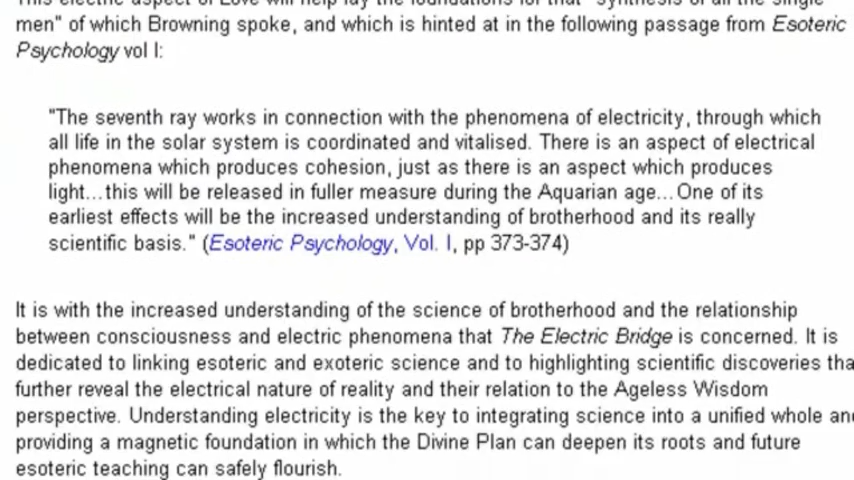 This electric aspect of Love will help lay the foundations for that "synthesis of all the single
men" of which Browning spoke, and which is hinted at in the following passage from Esoteric
Psychology vol I:
"The seventh ray works in connection with the phenomena of electricity, through which
all life in the solar system is coordinated and vitalised. There is an aspect of electrical
phenomena which produces cohesion, just as there is an aspect which produces
light...this will be released in fuller measure during the Aquarian age...One of its
earliest effects will be the increased understanding of brotherhood and its really
scientific basis." (Esoteric Psychology, Vol. I, pp 373-374)
It is with the increased understanding of the science of brotherhood and the relationship
between consciousness and electric phenomena that The Electric Bridge is concerned. It is
dedicated to linking esoteric and exoteric science and to highlighting scientific discoveries tha
further reveal the electrical nature of reality and their relation to the Ageless Wisdom
perspective. Understanding electricity is the key to integrating science into a unified whole and
providing a magnetic foundation in which the Divine Plan can deepen its roots and future
esoteric teaching can safely flourish.